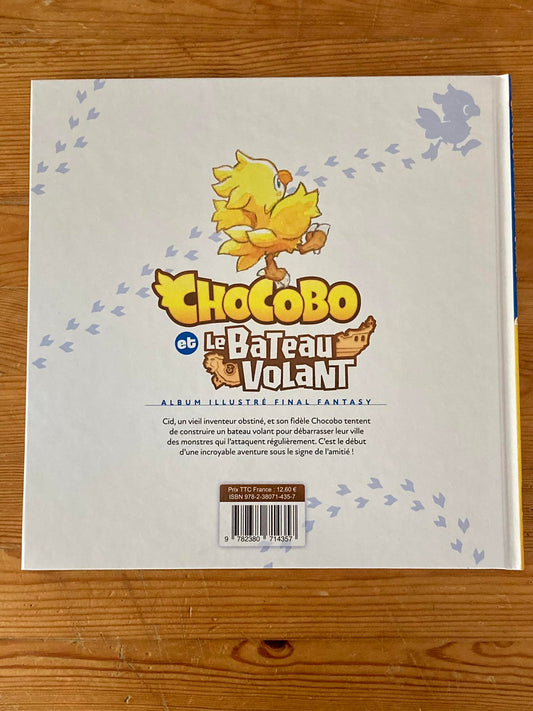 CHOCOBO
et LE BATEAU
VOLANT
ALBUM ILLUSTRÉ FINAL FANTASY
Cid, un vieil inventeur obstiné, et son fidèle Chocobo tentent
de construire un bateau volant pour débarrasser leur ville
des monstres qui l'attaquent régulièrement. C'est le début
d'une incroyable aventure sous le signe de l'amitié !
Prix TTC France : 12,60 €
ISBN 978-2-38071-435-7
9 782380 714357